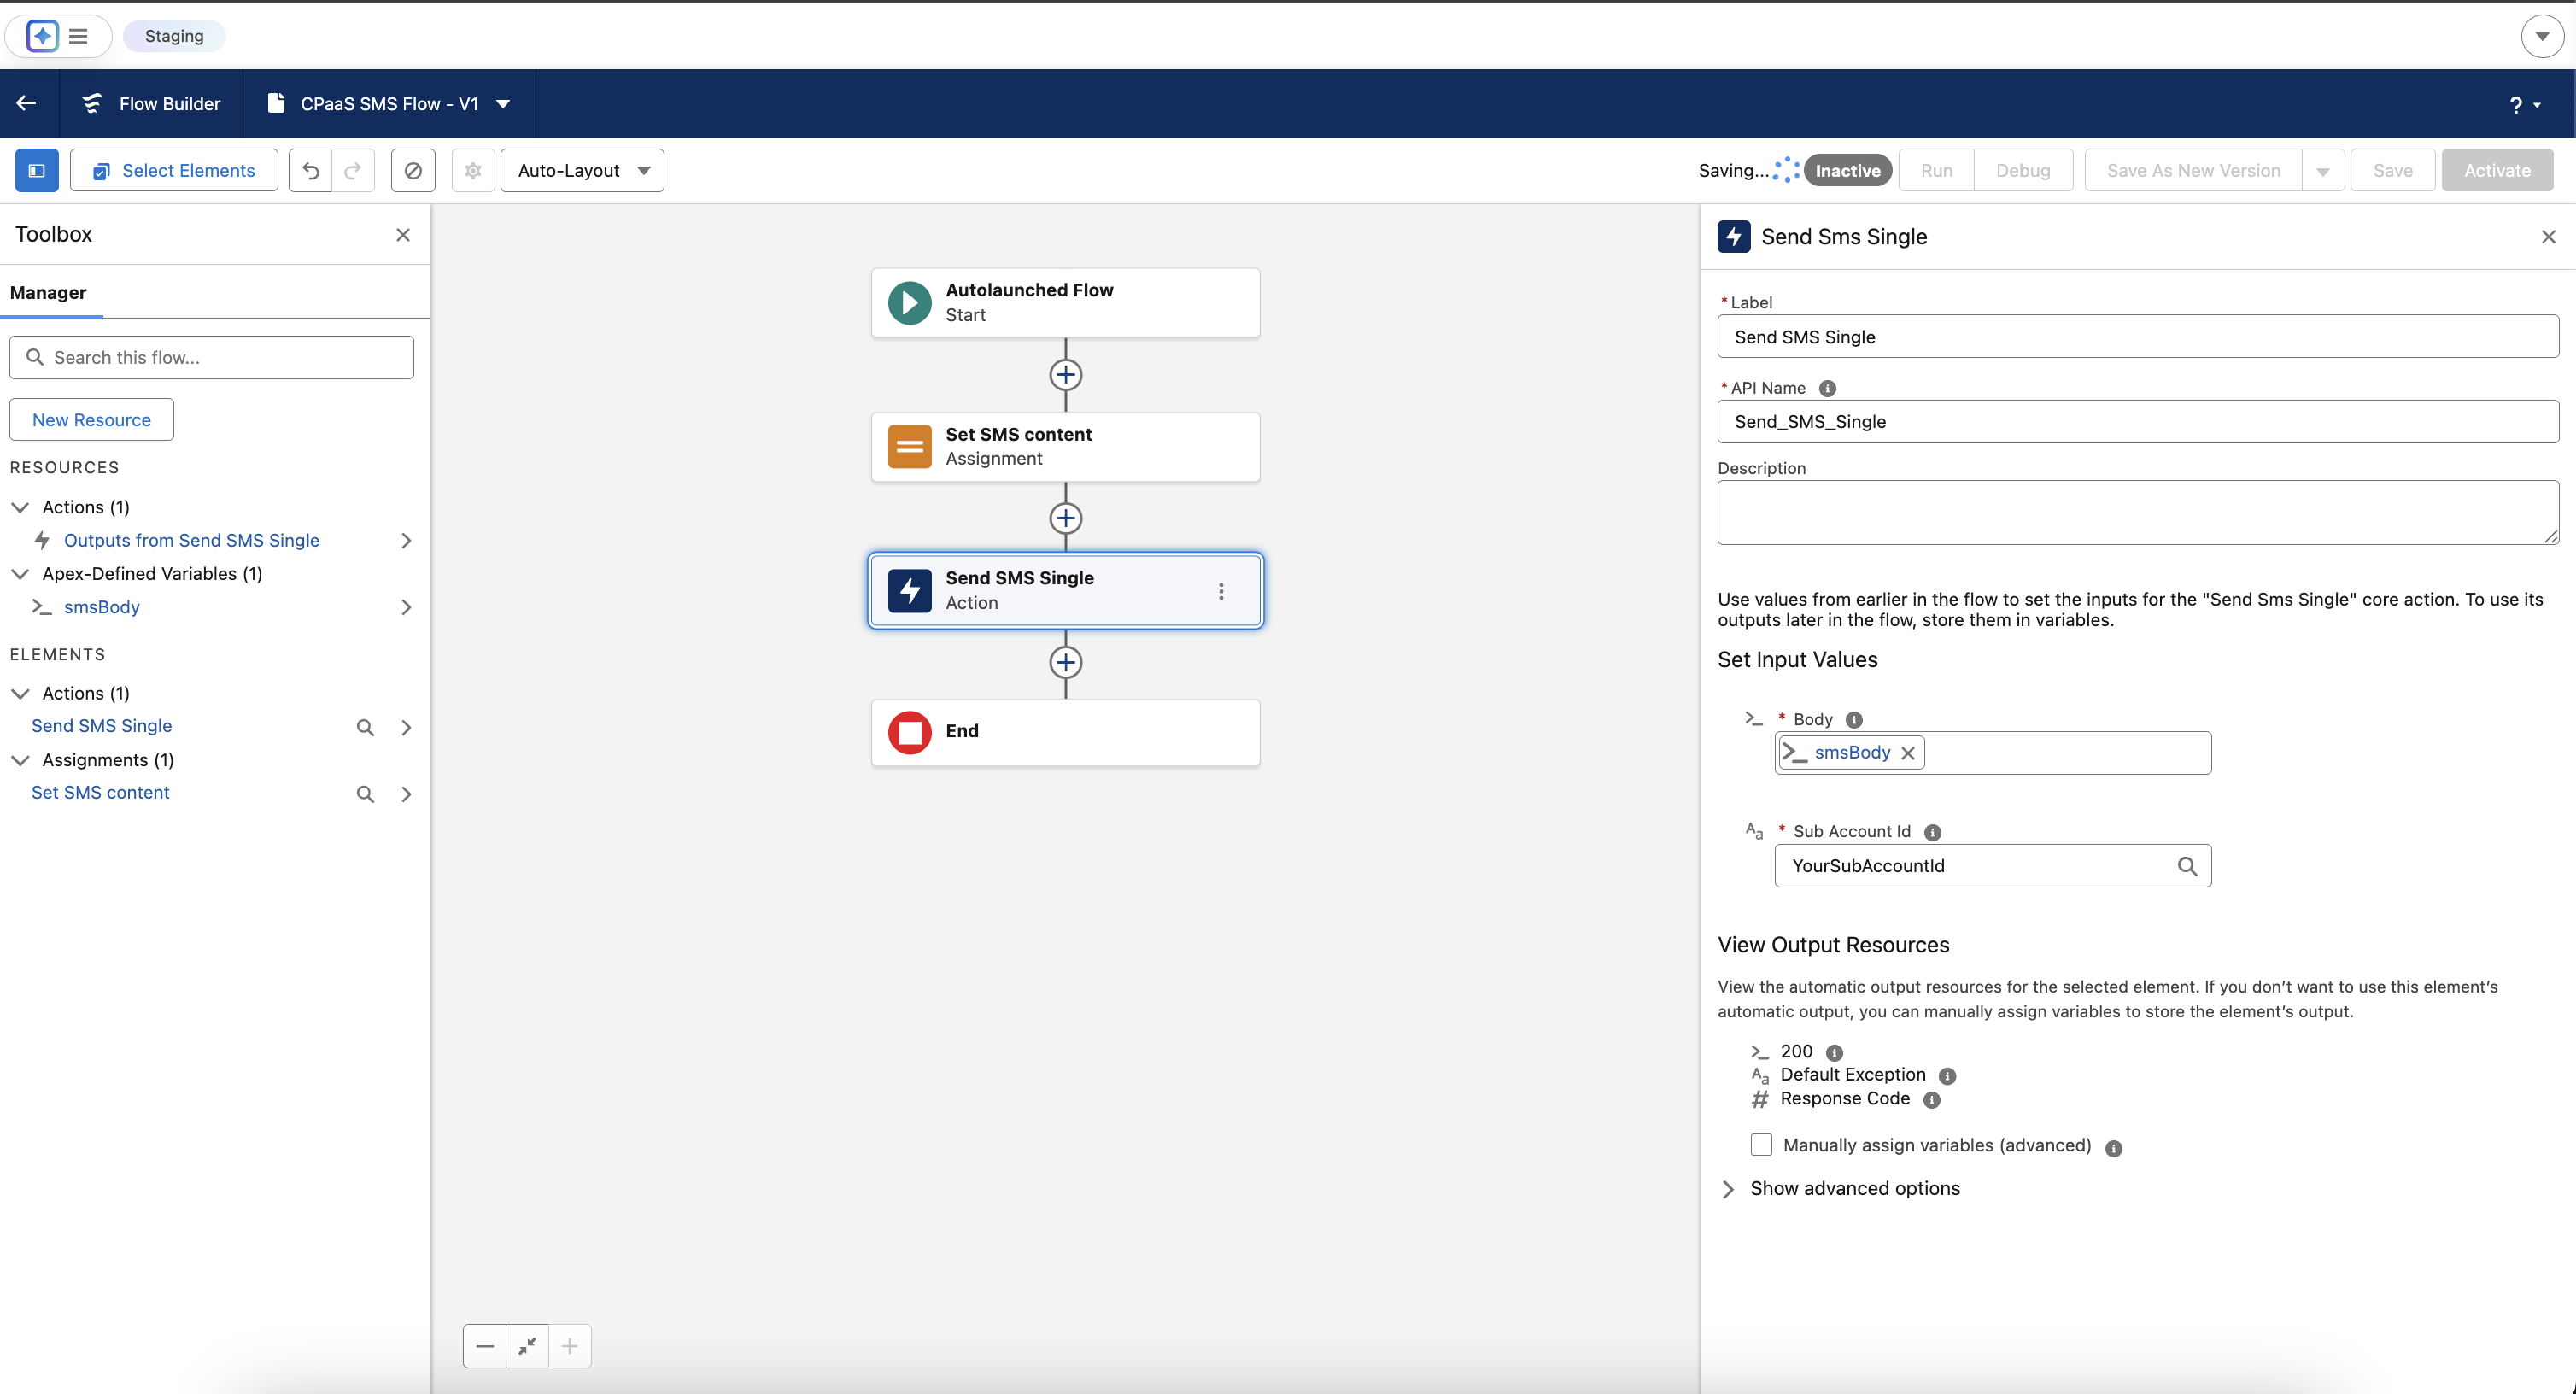 Staging
Flow Builder
CPaaS SMS Flow - V1
?
Select Elements
Auto-Layout
Saving...
Inactive
Run
Debug
Save As New Version
Save
Activate
Toolbox
Manager
Search this flow...
New Resource
RESOURCES
Actions (1)
Outputs from Send SMS Single
Apex-Defined Variables (1)
smsBody
ELEMENTS
Actions (1)
Send SMS Single
Assignments (1)
Set SMS content
Autolaunched Flow
Start
Set SMS content
Assignment
Send SMS Single
Action
End
Send Sms Single
* Label
Send SMS Single
* API Name
Send_SMS_Single
Description
Use values from earlier in the flow to set the inputs for the "Send Sms Single" core action. To use its
outputs later in the flow, store them in variables.
Set Input Values
* Body
smsBody
Aa * Sub Account Id
YourSubAccountId
View Output Resources
View the automatic output resources for the selected element. If you don’t want to use this element’s
automatic output, you can manually assign variables to store the element’s output.
200
Aa Default Exception
# Response Code
Manually assign variables (advanced)
Show advanced options